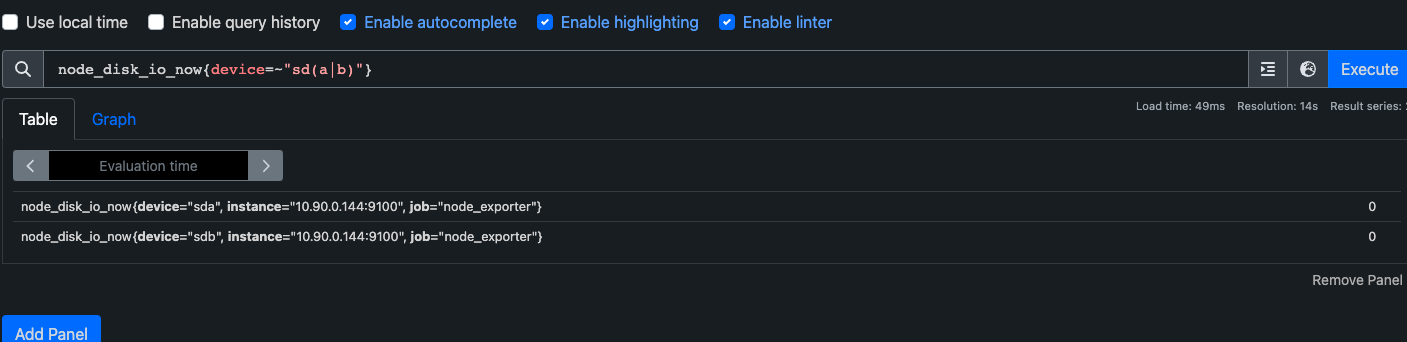 Use local time Enable query history Enable autocomplete Enable highlighting Enable linter
node_disk_io_now{device=~"sd(a|b)"} Execute
Table Graph Load time: 49ms Resolution: 14s Result series:
Evaluation time
node_disk_io_now{device="sda", instance="10.90.0.144:9100", job="node_exporter"} 0
node_disk_io_now{device="sdb", instance="10.90.0.144:9100", job="node_exporter"} 0
Remove Panel
Add Panel